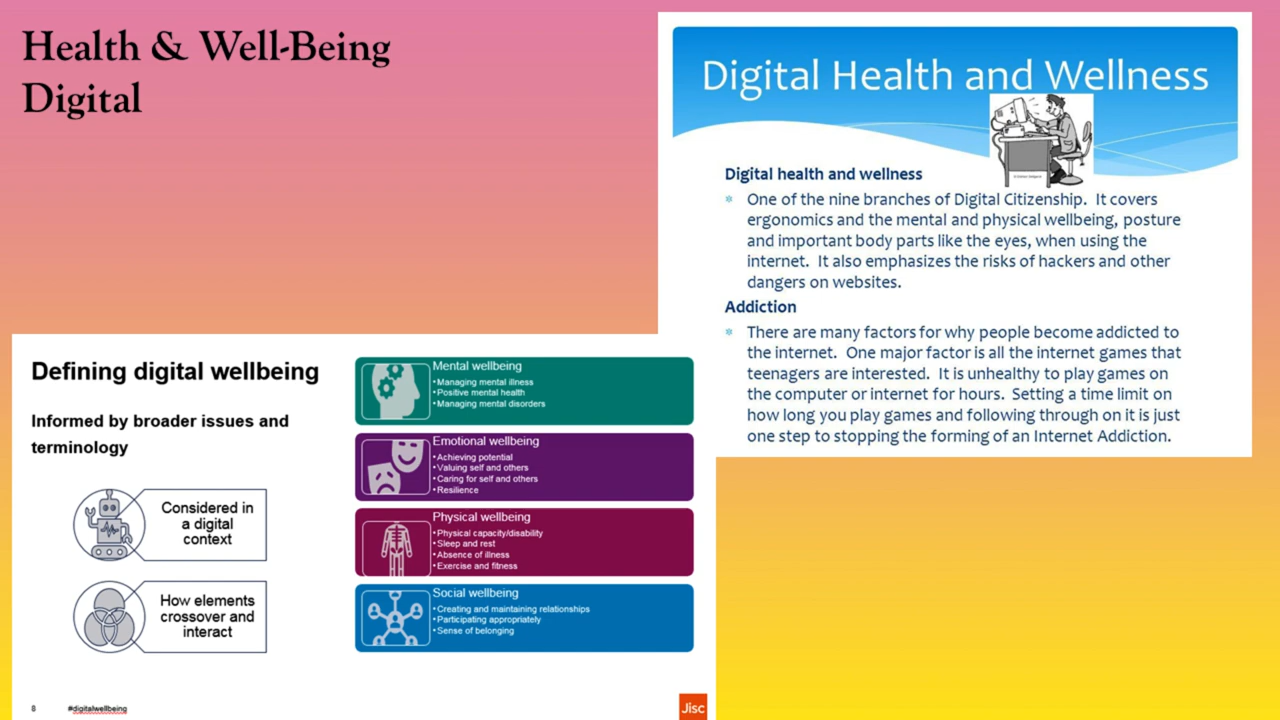 Health & Well-Being
Digital
Digital Health and Wellness
Digital health and wellness
* One of the nine branches of Digital Citizenship. It covers
ergonomics and the mental and physical wellbeing, posture
and important body parts like the eyes, when using the
internet. It also emphasizes the risks of hackers and other
dangers on websites.
Addiction
* There are many factors for why people become addicted to
the internet. One major factor is all the internet games that
teenagers are interested. It is unhealthy to play games on
the computer or internet for hours. Setting a time limit on
how long you play games and following through on it is just
one step to stopping the forming of an Internet Addiction.
Defining digital wellbeing
Informed by broader issues and
terminology
Considered in
a digital
context
How elements
crossover and
interact
Mental wellbeing
•Managing mental illness
•Positive mental health
•Managing mental disorders
Emotional wellbeing
•Achieving potential
•Valuing self and others
•Caring for self and others
•Resilience
Physical wellbeing
•Physical capacity/disability
•Sleep and rest
•Absence of illness
•Exercise and fitness
Social wellbeing
•Creating and maintaining relationships
•Participating appropriately
•Sense of belonging
8
#digitalwellbeing
Jisc